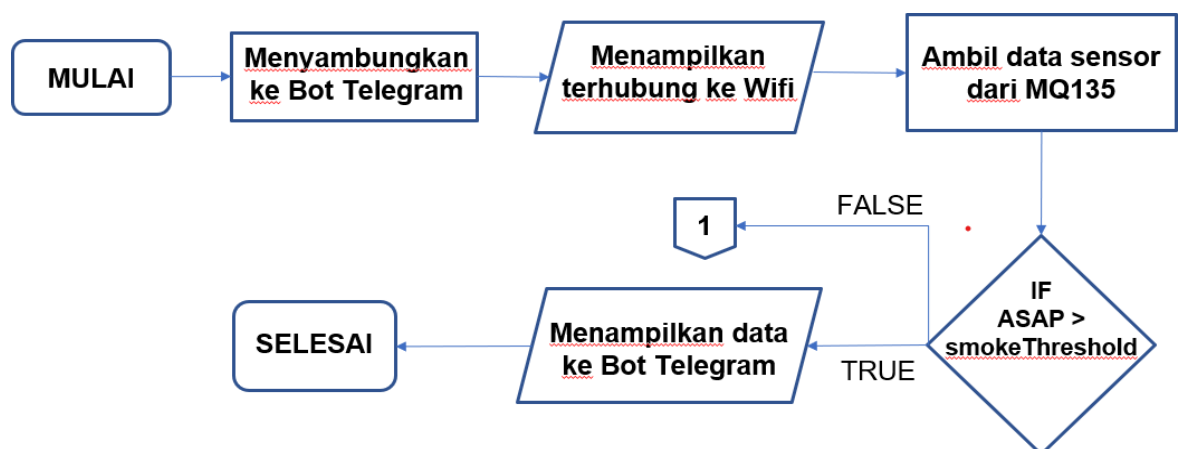 MULAI
Menyambungkan
ke Bot Telegram
Menampilkan
terhubung ke Wifi
Ambil data sensor
dari MQ135
1
FALSE
IF
ASAP >
smokeThreshold
TRUE
Menampilkan data
ke Bot Telegram
SELESAI